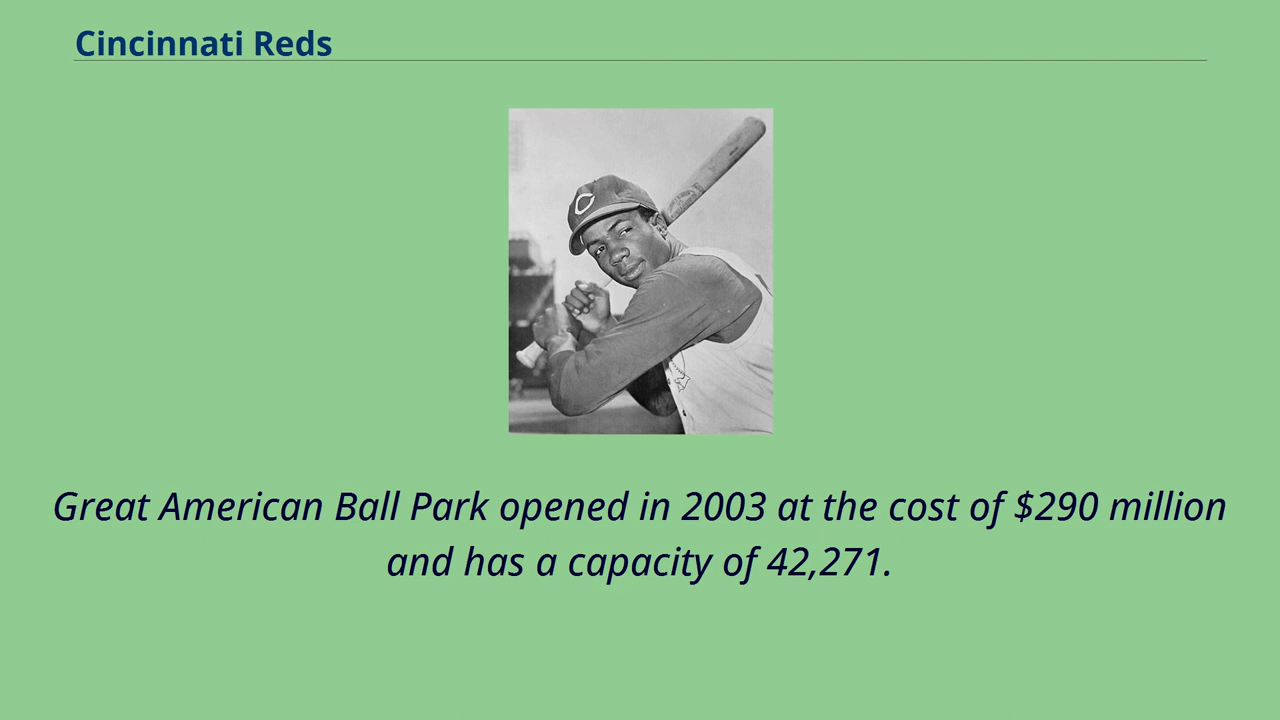 Cincinnati Reds
C
Great American Ball Park opened in 2003 at the cost of $290 million
and has a capacity of 42,271.